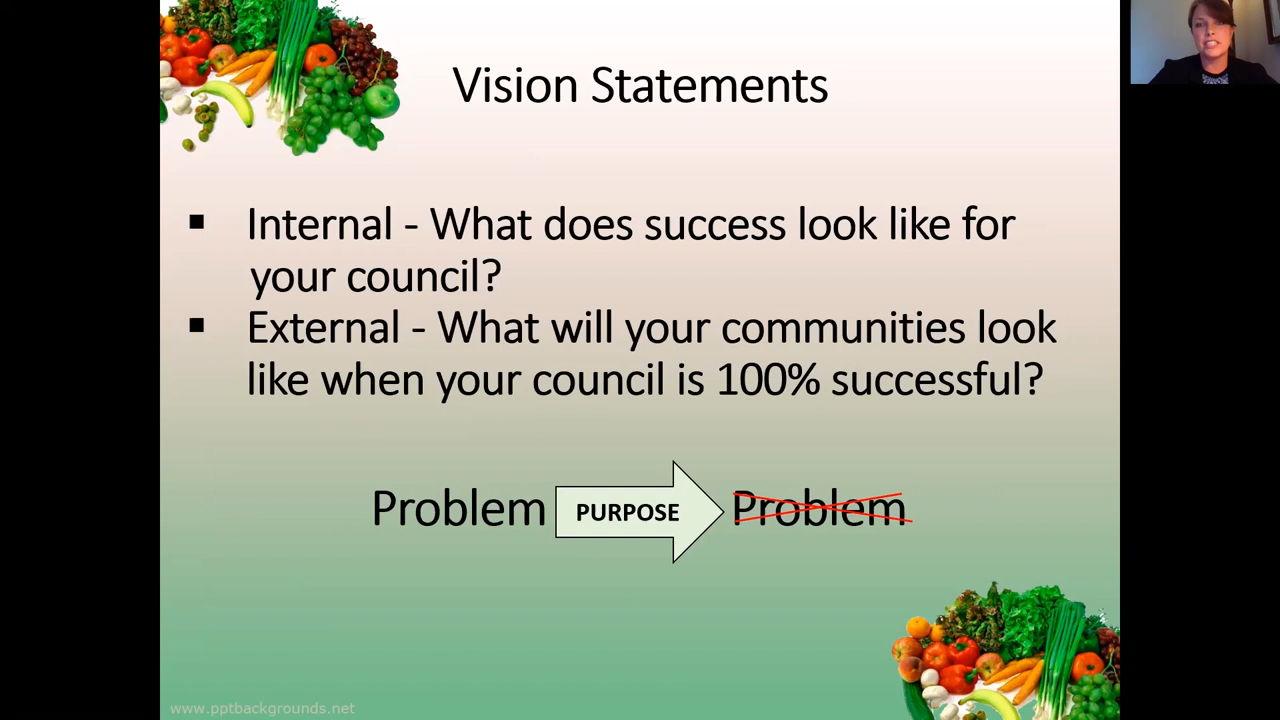 Vision Statements
▪ Internal - What does success look like for
your council?
▪ External - What will your communities look
like when your council is 100% successful?
Problem PURPOSE Problem
www.pptbackgrounds.net